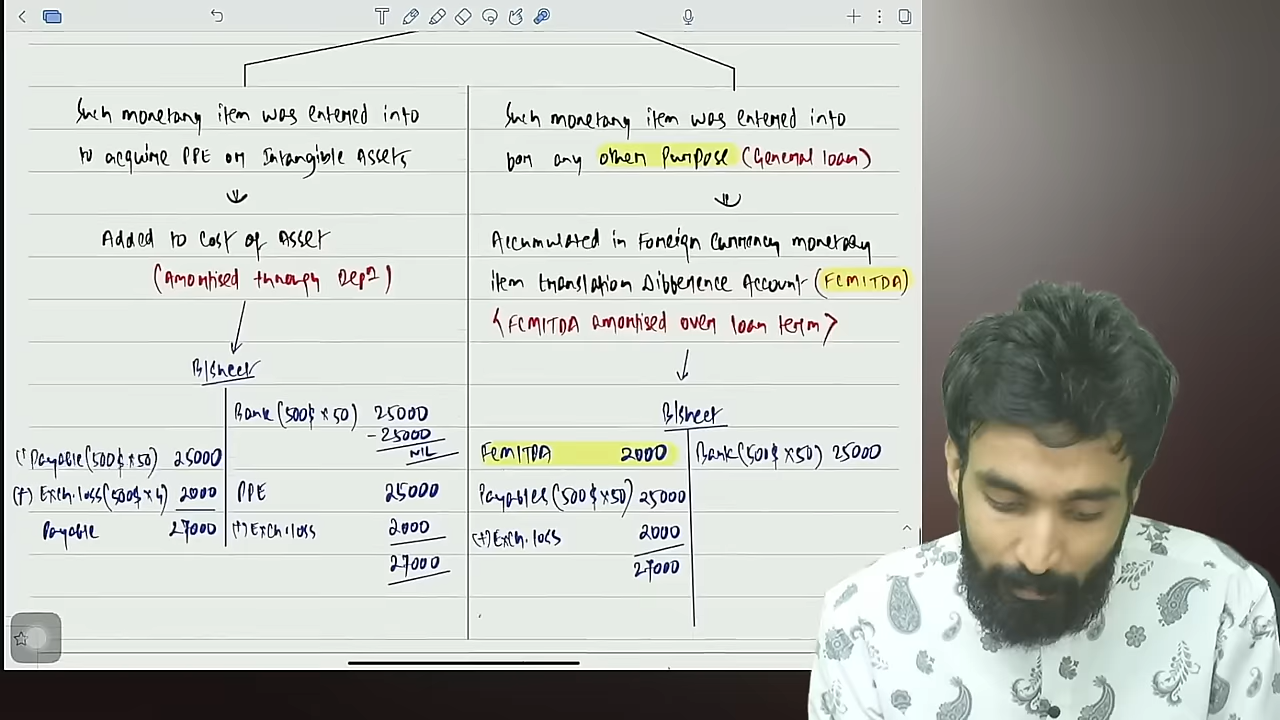 Such monetary item was entered into
to acquire PPE or Intangible Assets
Added to cost of Asset
(Amortised through Depn)
B/Sheet
Bank (500$ x 50) 25000
- 25000
NIL
Payable (500$ x 50) 25000
(+) Exch. loss (500$ x 4) 2000
Payable 27000
PPE 25000
(+) Exch. loss 2000
27000
Such monetary item was entered into
for any other Purpose (General loan)
Accumulated in Foreign Currency monetary
item translation Difference Account (FCMITDA)
<FCMITDA amortised over loan term>
B/Sheet
FCMITDA 2000
Payables (500$ x 50) 25000
(+) Exch. loss 2000
27000
Bank (500$ x 50) 25000